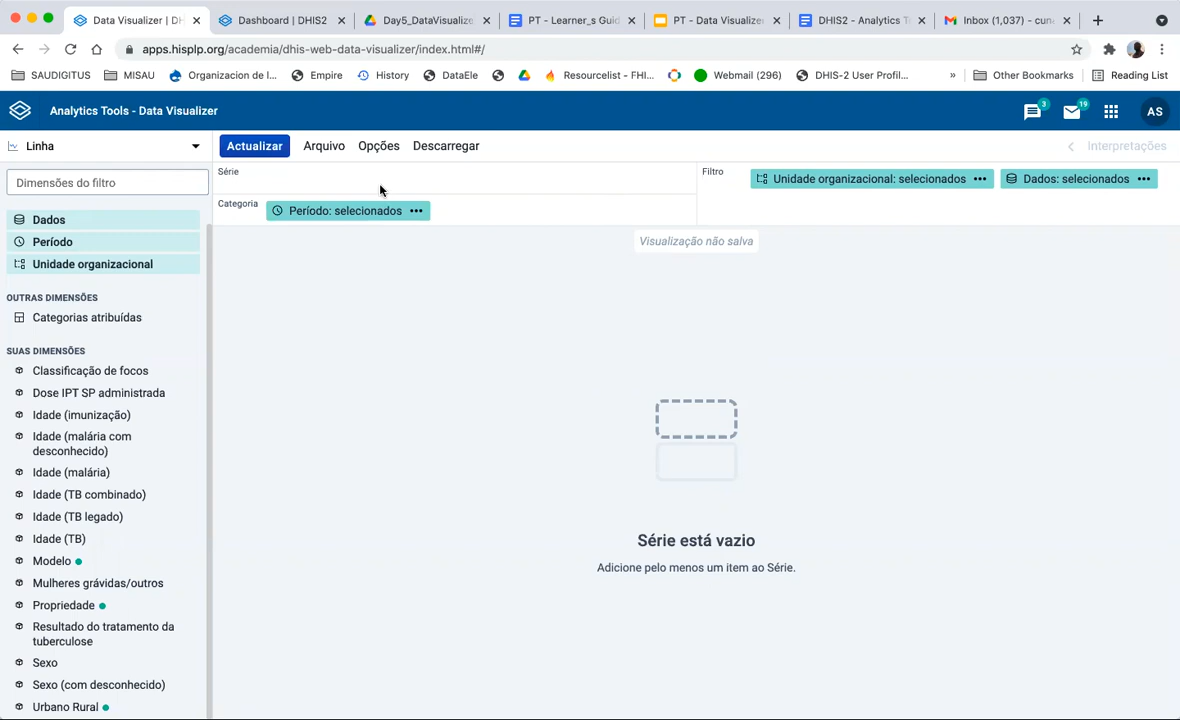 Data Visualizer | DH
Dashboard | DHIS2
Day5_DataVisualize
PT - Learner_s Guid
PT - Data Visualize
DHIS2 - Analytics T
Inbox (1,037) - cun
apps.hisplp.org/academia/dhis-web-data-visualizer/index.html#/
SAUDIGITUS
MISAU
Organizacion de I...
Empire
History
DataEle
Resourcelist - FHI...
Webmail (296)
DHIS-2 User Profil...
»
Other Bookmarks
Reading List
Analytics Tools - Data Visualizer
3
19
AS
Linha
Actualizar
Arquivo
Opções
Descarregar
Interpretações
Dimensões do filtro
Série
Filtro
Unidade organizacional: selecionados
Dados: selecionados
Categoria
Período: selecionados
Visualização não salva
Dados
Período
Unidade organizacional
OUTRAS DIMENSÕES
Categorias atribuídas
SUAS DIMENSÕES
Classificação de focos
Dose IPT SP administrada
Idade (imunização)
Idade (malária com
desconhecido)
Idade (malária)
Idade (TB combinado)
Idade (TB legado)
Idade (TB)
Modelo
Mulheres grávidas/outros
Propriedade
Resultado do tratamento da
tuberculose
Sexo
Sexo (com desconhecido)
Urbano Rural
Série está vazio
Adicione pelo menos um item ao Série.